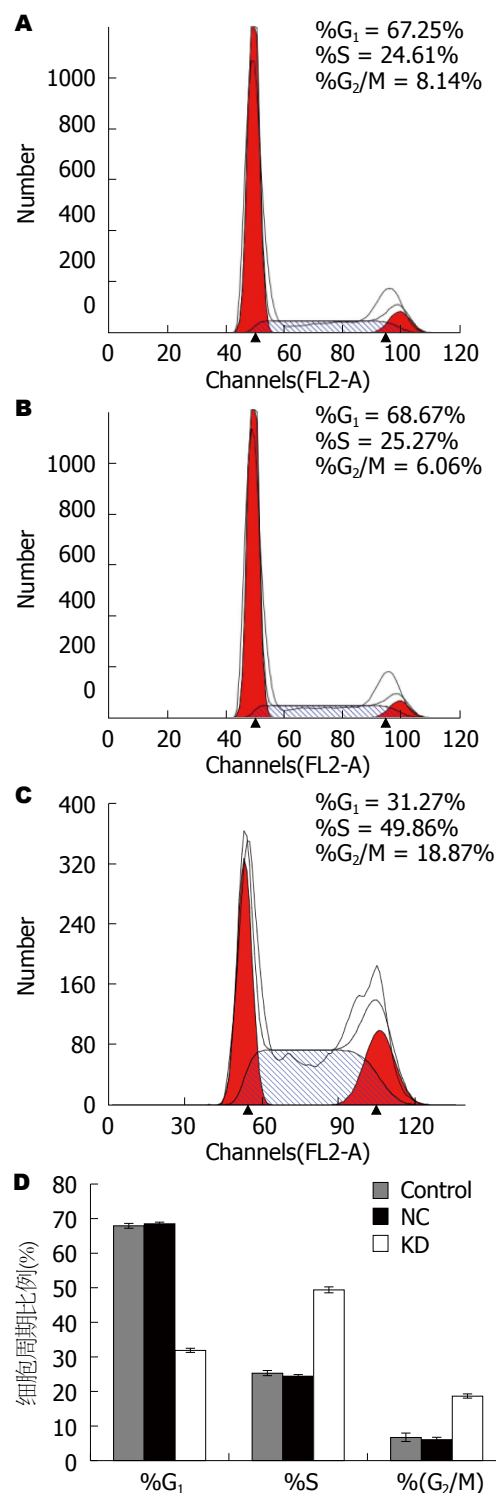 A
%G₁ = 67.25%
%S = 24.61%
%G₂/M = 8.14%
1000
800
600
400
200
0
Number
0 20 40 60 80 100 120
Channels(FL2-A)
B
%G₁ = 68.67%
%S = 25.27%
%G₂/M = 6.06%
1000
800
600
400
200
0
Number
0 20 40 60 80 100 120
Channels(FL2-A)
C
%G₁ = 31.27%
%S = 49.86%
%G₂/M = 18.87%
400
320
240
160
80
0
Number
0 30 60 90 120
Channels(FL2-A)
D
80
70
60
50
40
30
20
10
0
细胞周期比例(%)
Control
NC
KD
%G₁ %S %(G₂/M)